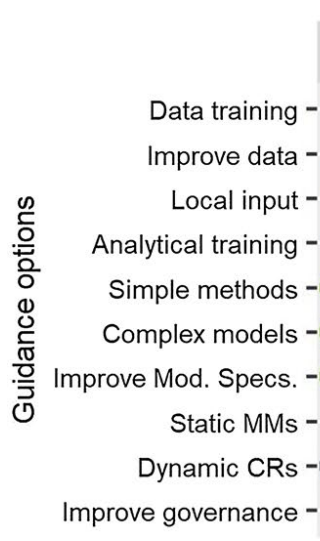 Guidance options
Data training
Improve data
Local input
Analytical training
Simple methods
Complex models
Improve Mod. Specs.
Static MMs
Dynamic CRs
Improve governance